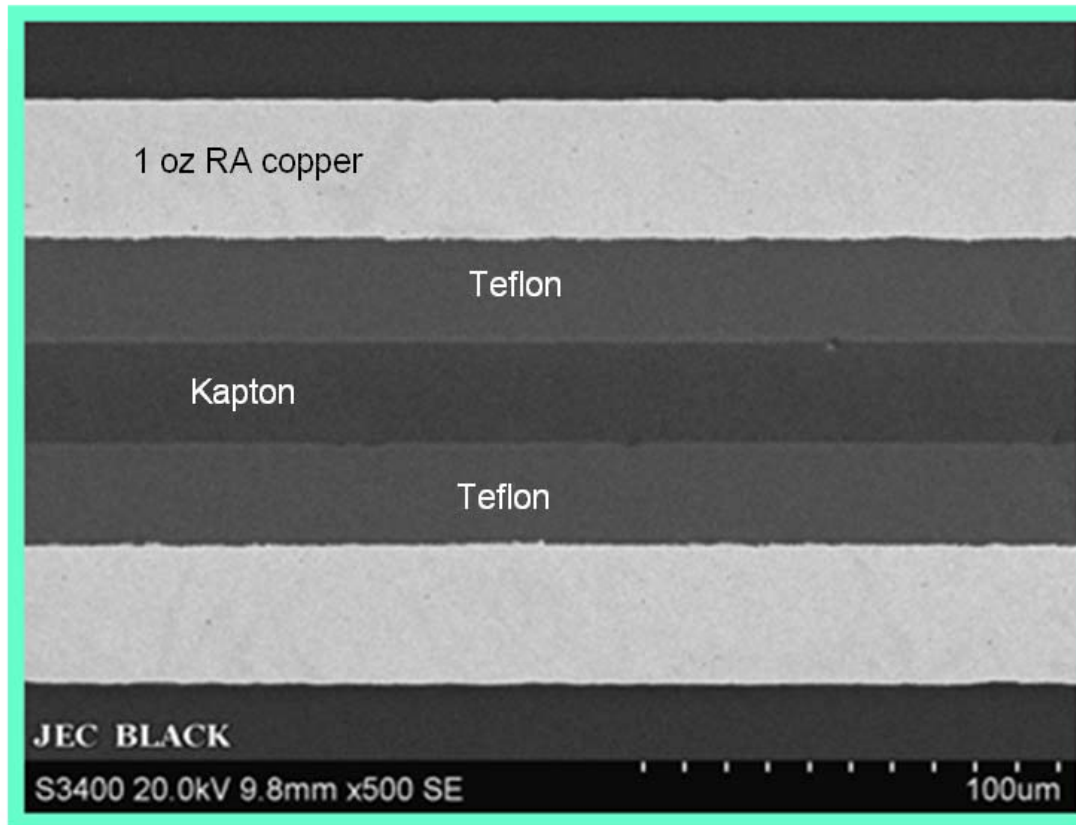 1 oz RA copper
Teflon
Kapton
Teflon
JEC BLACK
S3400 20.0kV 9.8mm x500 SE 100um